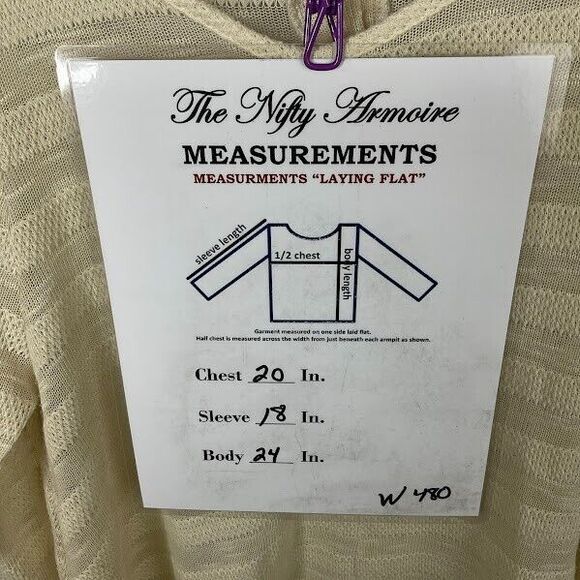 The Nifty Armoire
MEASUREMENTS
MEASURMENTS “LAYING FLAT”
sleeve length
1/2 chest
body length
Garment measured on one side laid flat.
Half chest is measured across the width from just beneath each armpit as shown.
Chest 20 In.
Sleeve 18 In.
Body 24 In.
W 480